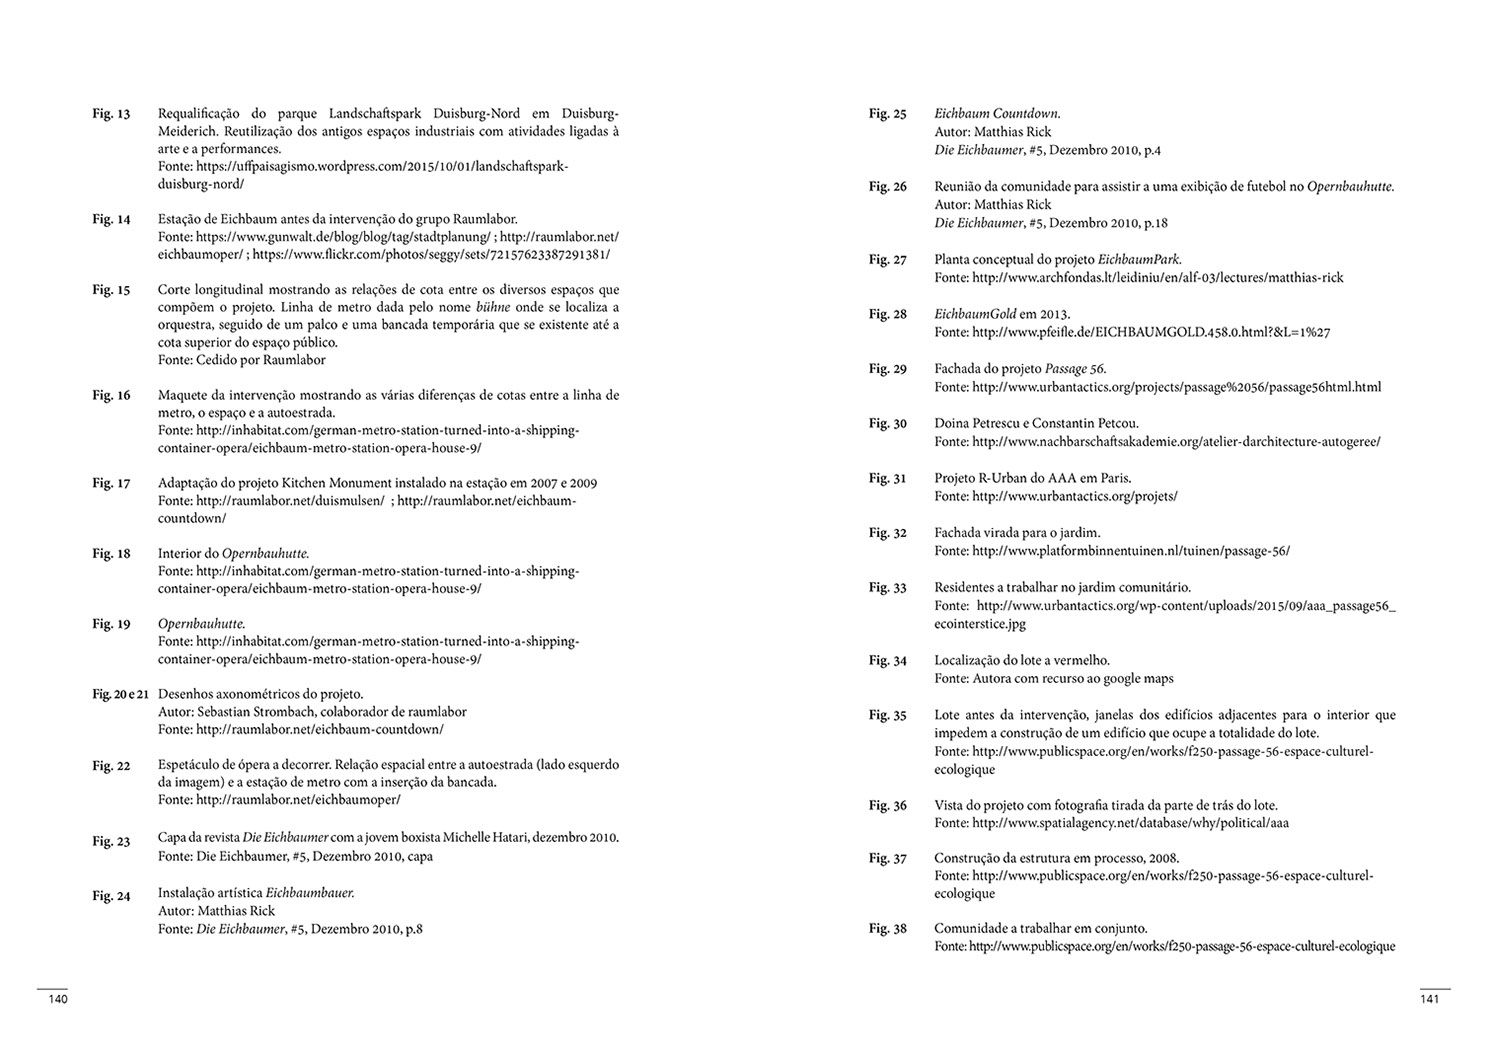 Fig. 13 Requalificação do parque Landschaftspark Duisburg-Nord em Duisburg-
Meiderich. Reutilização dos antigos espaços industriais com atividades ligadas à
arte e a performances.
Fonte: https://uffpaisagismo.wordpress.com/2015/10/01/landschaftspark-
duisburg-nord/
Fig. 14 Estação de Eichbaum antes da intervenção do grupo Raumlabor.
Fonte: https://www.gunwalt.de/blog/blog/tag/stadtplanung/ ; http://raumlabor.net/
eichbaumoper/ ; https://www.flickr.com/photos/seggy/sets/72157623387291381/
Fig. 15 Corte longitudinal mostrando as relações de cota entre os diversos espaços que
compõem o projeto. Linha de metro dada pelo nome bühne onde se localiza a
orquestra, seguido de um palco e uma bancada temporária que se existente até a
cota superior do espaço público.
Fonte: Cedido por Raumlabor
Fig. 16 Maquete da intervenção mostrando as várias diferenças de cotas entre a linha de
metro, o espaço e a autoestrada.
Fonte: http://inhabitat.com/german-metro-station-turned-into-a-shipping-
container-opera/eichbaum-metro-station-opera-house-9/
Fig. 17 Adaptação do projeto Kitchen Monument instalado na estação em 2007 e 2009
Fonte: http://raumlabor.net/duismulsen/ ; http://raumlabor.net/eichbaum-
countdown/
Fig. 18 Interior do Opernbauhutte.
Fonte: http://inhabitat.com/german-metro-station-turned-into-a-shipping-
container-opera/eichbaum-metro-station-opera-house-9/
Fig. 19 Opernbauhutte.
Fonte: http://inhabitat.com/german-metro-station-turned-into-a-shipping-
container-opera/eichbaum-metro-station-opera-house-9/
Fig. 20 e 21 Desenhos axonométricos do projeto.
Autor: Sebastian Strombach, colaborador de raumlabor
Fonte: http://raumlabor.net/eichbaum-countdown/
Fig. 22 Espetáculo de ópera a decorrer. Relação espacial entre a autoestrada (lado esquerdo
da imagem) e a estação de metro com a inserção da bancada.
Fonte: http://raumlabor.net/eichbaumoper/
Fig. 23 Capa da revista Die Eichbaumer com a jovem boxista Michelle Hatari, dezembro 2010.
Fonte: Die Eichbaumer, #5, Dezembro 2010, capa
Fig. 24 Instalação artística Eichbaumbauer.
Autor: Matthias Rick
Fonte: Die Eichbaumer, #5, Dezembro 2010, p.8
140
Fig. 25 Eichbaum Countdown.
Autor: Matthias Rick
Die Eichbaumer, #5, Dezembro 2010, p.4
Fig. 26 Reunião da comunidade para assistir a uma exibição de futebol no Opernbauhutte.
Autor: Matthias Rick
Die Eichbaumer, #5, Dezembro 2010, p.18
Fig. 27 Planta conceptual do projeto EichbaumPark.
Fonte: http://www.archfondas.lt/leidiniu/en/alf-03/lectures/matthias-rick
Fig. 28 EichbaumGold em 2013.
Fonte: http://www.pfeifle.de/EICHBAUMGOLD.458.0.html?&L=1%27
Fig. 29 Fachada do projeto Passage 56.
Fonte: http://www.urbantactics.org/projects/passage%2056/passage56html.html
Fig. 30 Doina Petrescu e Constantin Petcou.
Fonte: http://www.nachbarschaftsakademie.org/atelier-darchitecture-autogeree/
Fig. 31 Projeto R-Urban do AAA em Paris.
Fonte: http://www.urbantactics.org/projets/
Fig. 32 Fachada virada para o jardim.
Fonte: http://www.platformbinnentuinen.nl/tuinen/passage-56/
Fig. 33 Residentes a trabalhar no jardim comunitário.
Fonte: http://www.urbantactics.org/wp-content/uploads/2015/09/aaa_passage56_
ecointerstice.jpg
Fig. 34 Localização do lote a vermelho.
Fonte: Autora com recurso ao google maps
Fig. 35 Lote antes da intervenção, janelas dos edifícios adjacentes para o interior que
impedem a construção de um edifício que ocupe a totalidade do lote.
Fonte: http://www.publicspace.org/en/works/f250-passage-56-espace-culturel-
ecologique
Fig. 36 Vista do projeto com fotografia tirada da parte de trás do lote.
Fonte: http://www.spatialagency.net/database/why/political/aaa
Fig. 37 Construção da estrutura em processo, 2008.
Fonte: http://www.publicspace.org/en/works/f250-passage-56-espace-culturel-
ecologique
Fig. 38 Comunidade a trabalhar em conjunto.
Fonte: http://www.publicspace.org/en/works/f250-passage-56-espace-culturel-ecologique
141